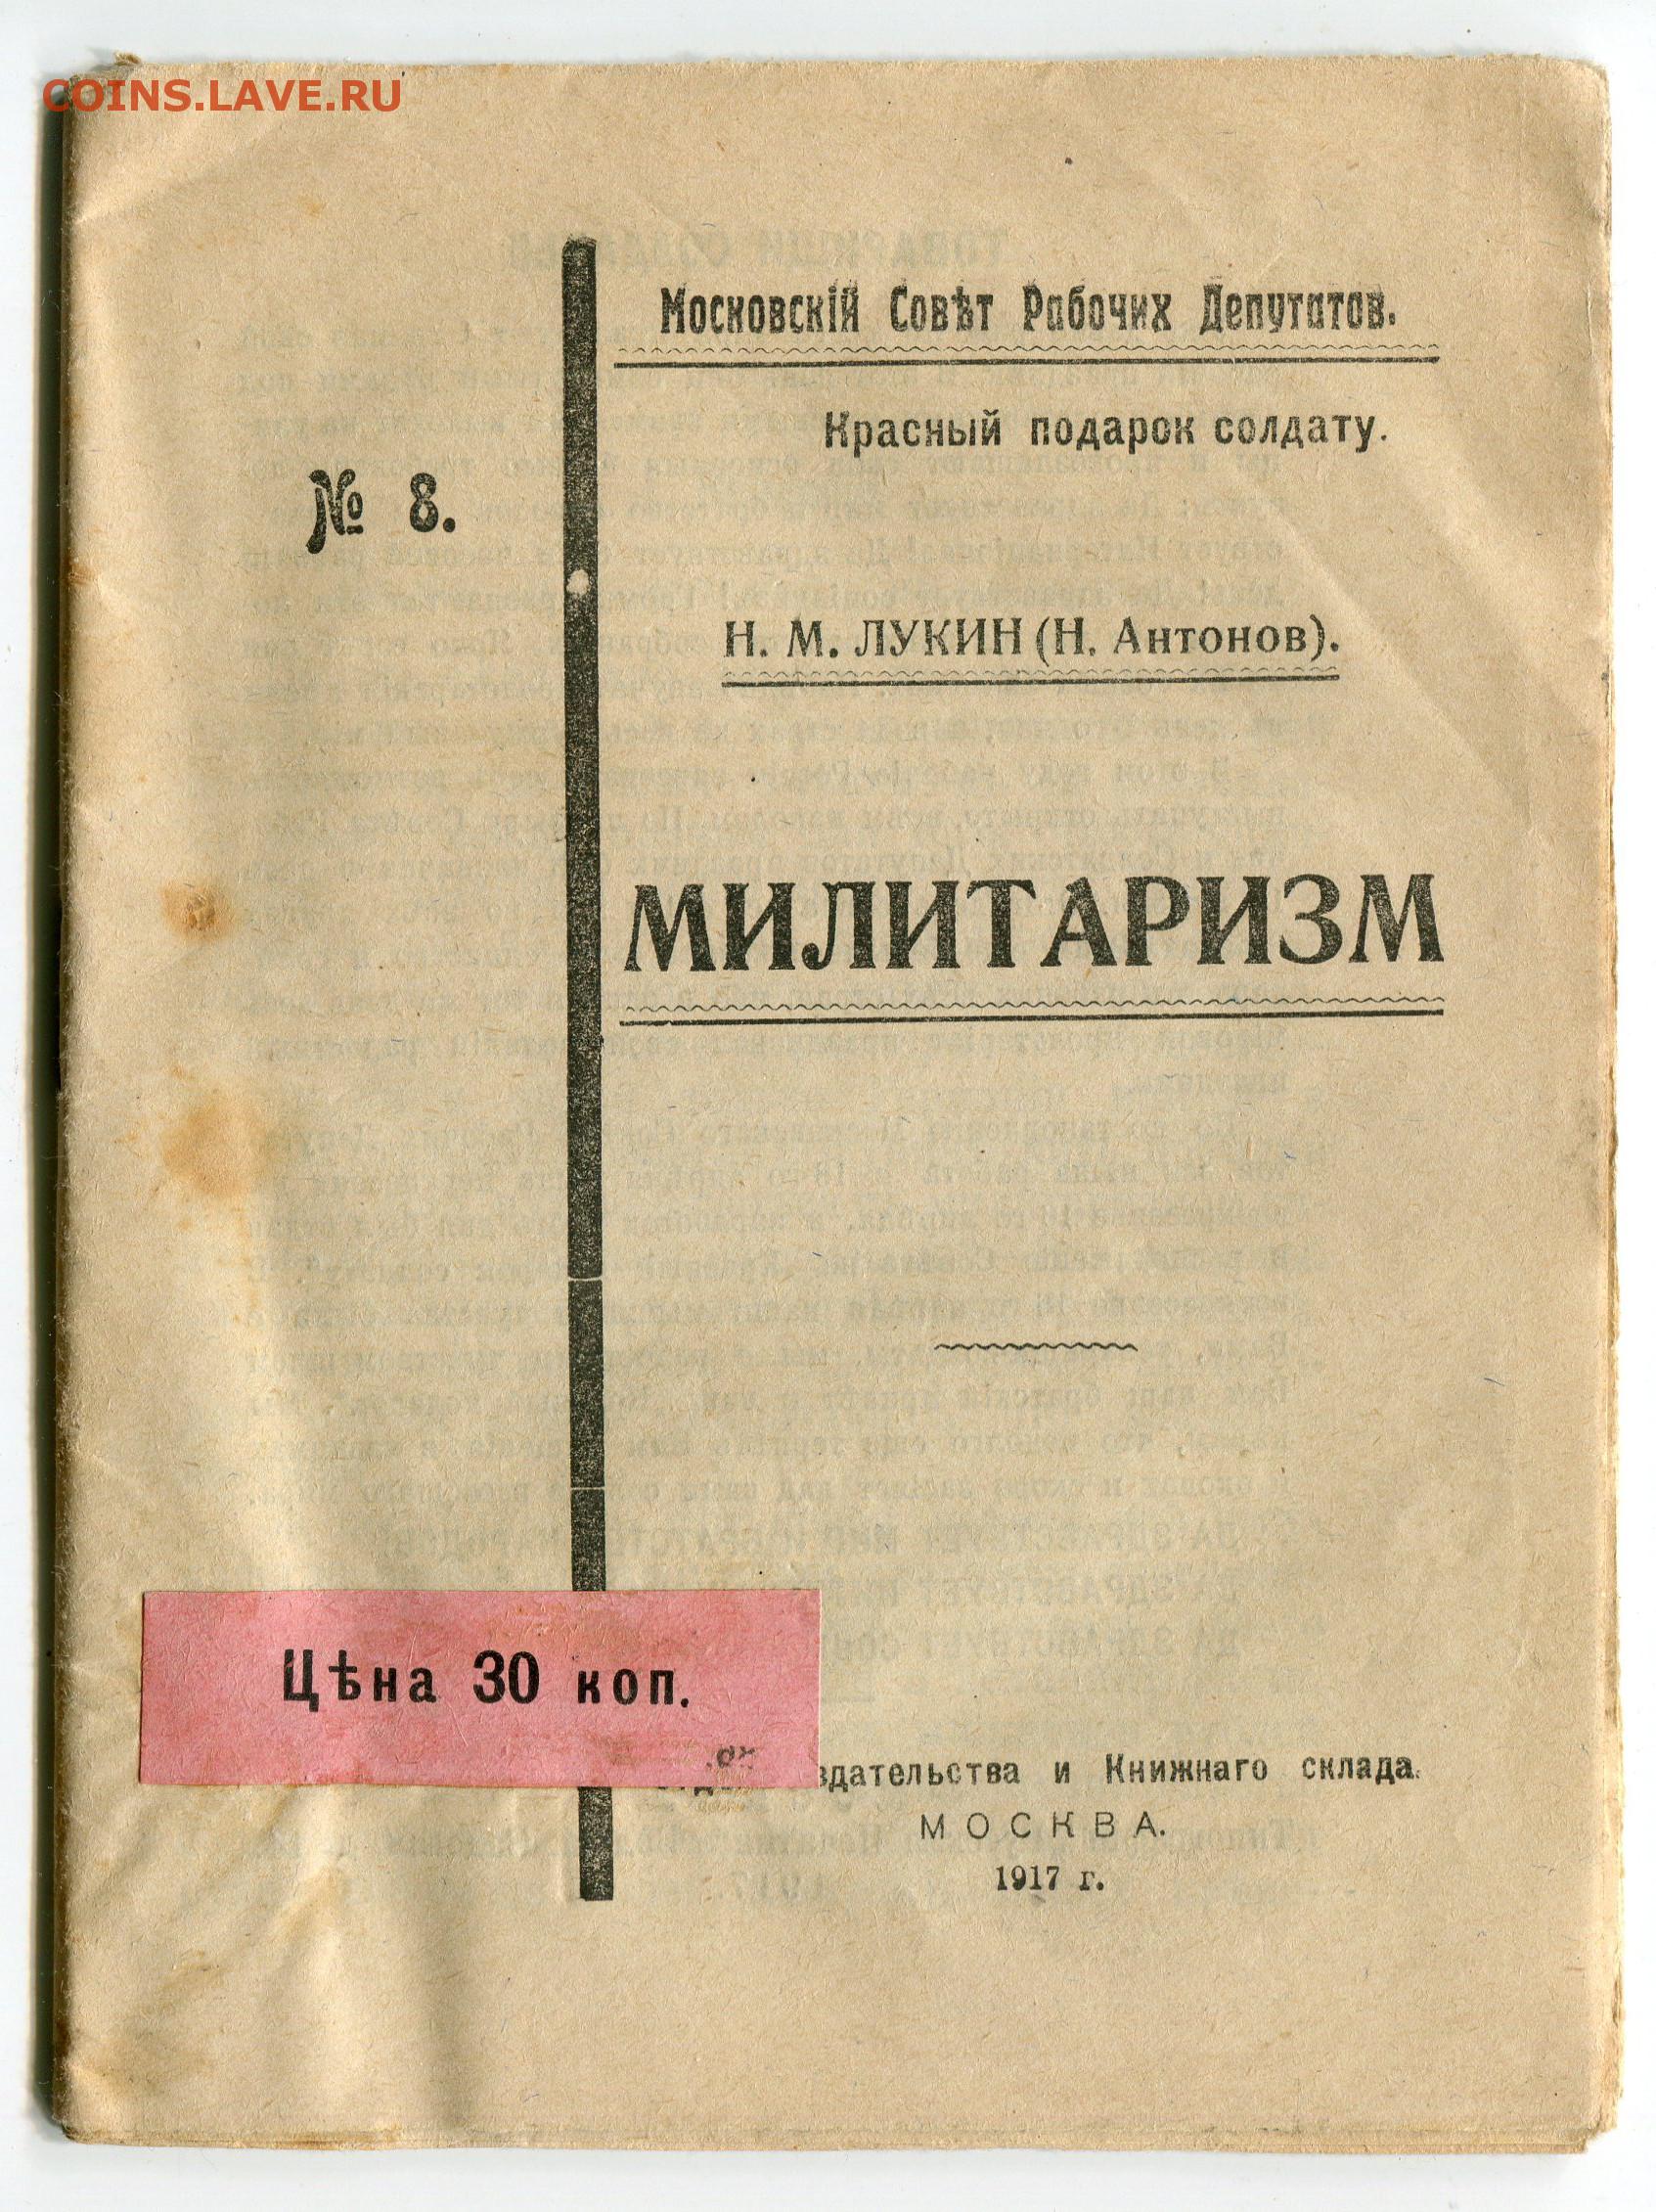 COINS.LAVE.RU
Московскій Совѣт Рабочих Депутатов.
Красный подарок солдату.
№ 8.
Н. М. ЛУКИН (Н. Антонов).
МИЛИТАРИЗМ
Цѣна 30 коп.
здательства и Книжнаго склада.
МОСКВА.
1917 г.